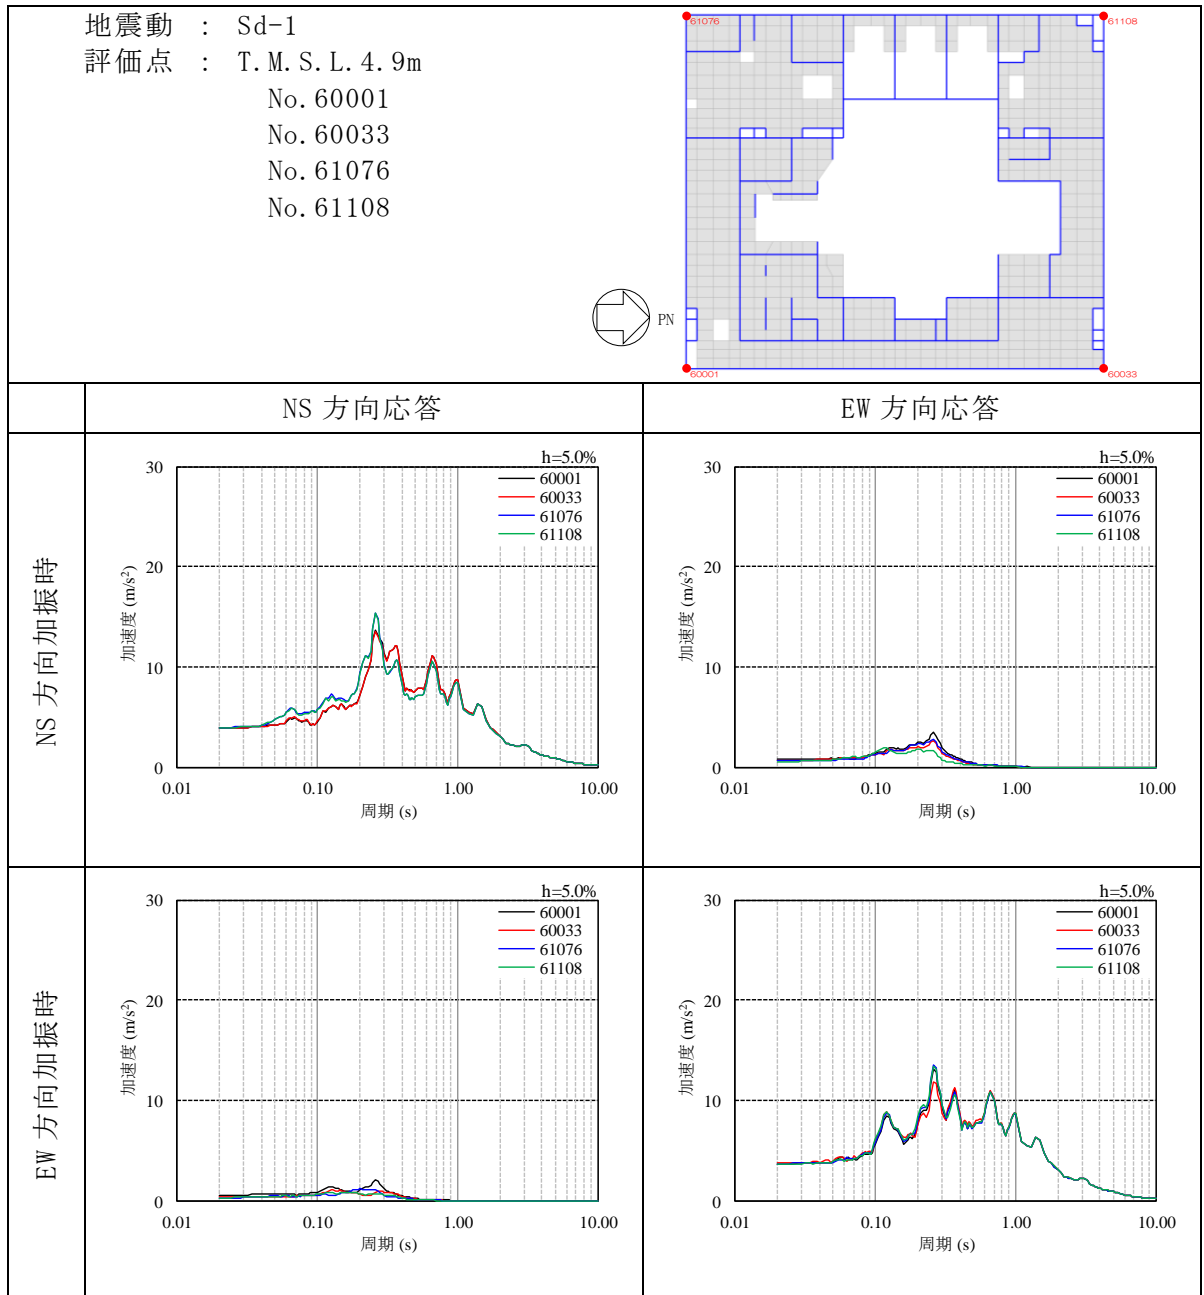 地震動 : Sd-1
評価点 : T.M.S.L.4.9m
No.60001
No.60033
No.61076
No.61108
61076
61108
PN
60001
60033
NS 方向応答
EW 方向応答
NS 方向加振時
h=5.0%
60001
60033
61076
61108
30
20
10
0
加速度 (m/s²)
0.01
0.10
1.00
10.00
周期 (s)
h=5.0%
60001
60033
61076
61108
30
20
10
0
加速度 (m/s²)
0.01
0.10
1.00
10.00
周期 (s)
EW 方向加振時
h=5.0%
60001
60033
61076
61108
30
20
10
0
加速度 (m/s²)
0.01
0.10
1.00
10.00
周期 (s)
h=5.0%
60001
60033
61076
61108
30
20
10
0
加速度 (m/s²)
0.01
0.10
1.00
10.00
周期 (s)